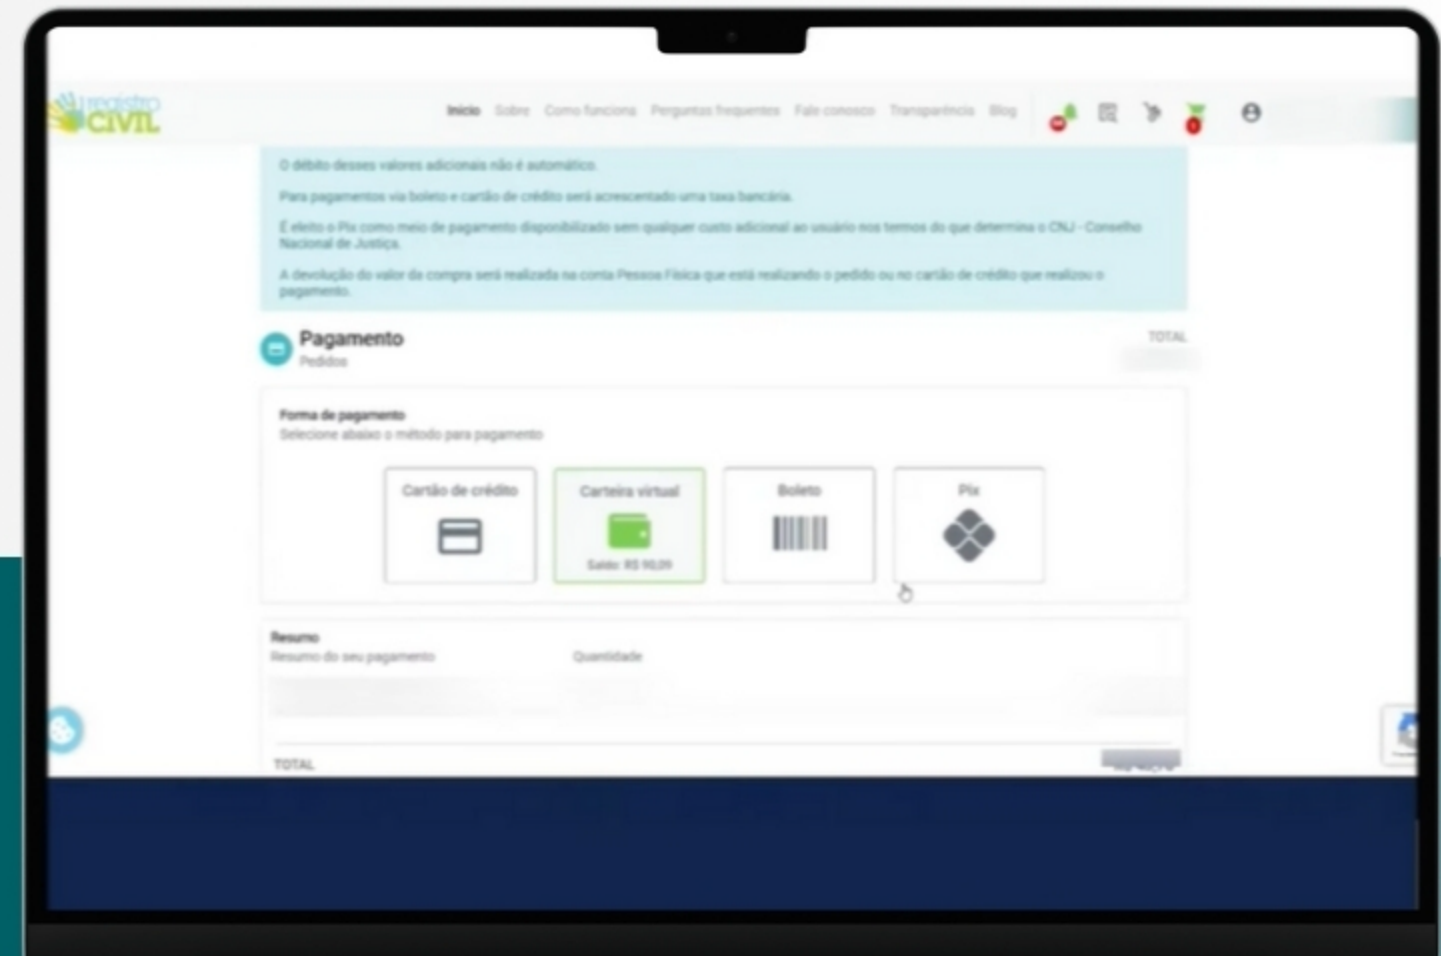 registro
CIVIL
Início Sobre Como funciona Perguntas frequentes Fale conosco Transparência Blog
O débito desses valores adicionais não é automático.
Para pagamentos via boleto e cartão de crédito será acrescentado uma taxa bancária.
É eleito o Pix como meio de pagamento disponibilizado sem qualquer custo adicional ao usuário nos termos do que determina o CNJ - Conselho
Nacional de Justiça.
A devolução do valor da compra será realizada na conta Pessoa Física que está realizando o pedido ou no cartão de crédito que realizou o
pagamento.
Pagamento
TOTAL
Pedidos
Forma de pagamento
Selecione abaixo o método para pagamento
Cartão de crédito
Carteira virtual
Saldo: R$
Boleto
Pix
Resumo
Resumo do seu pagamento Quantidade
TOTAL